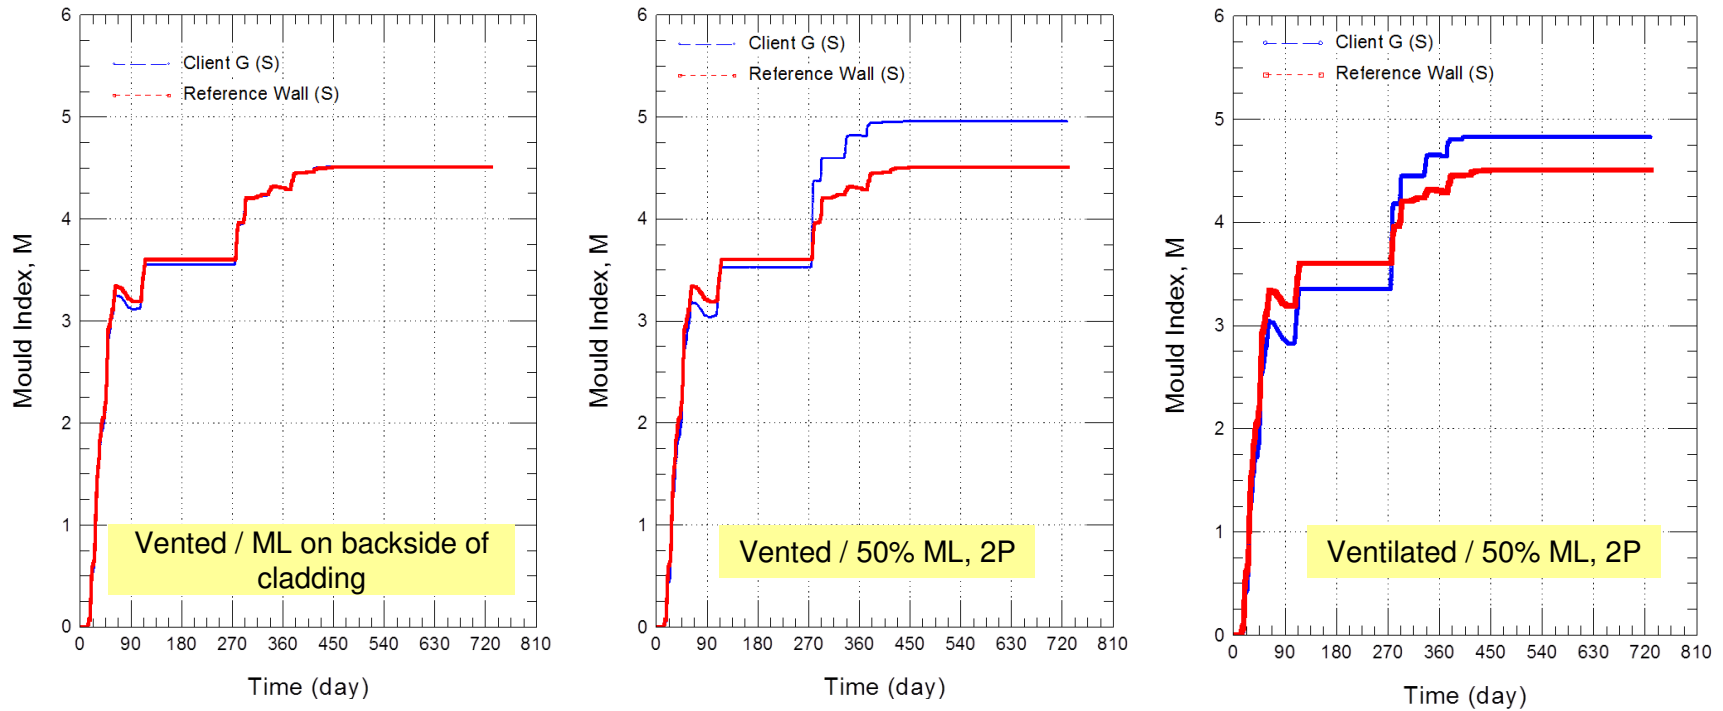 6
5
4
3
2
1
0
Mould Index, M
Client G (S)
Reference Wall (S)
Vented / ML on backside of
cladding
0 90 180 270 360 450 540 630 720 810
Time (day)
6
5
4
3
2
1
0
Mould Index, M
Client G (S)
Reference Wall (S)
Vented / 50% ML, 2P
0 90 180 270 360 450 540 630 720 810
Time (day)
6
5
4
3
2
1
0
Mould Index, M
Client G (S)
Reference Wall (S)
Ventilated / 50% ML, 2P
0 90 180 270 360 450 540 630 720 810
Time (day)